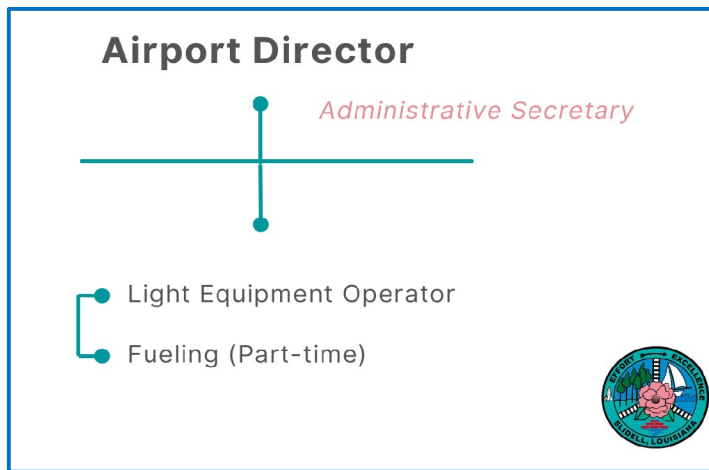 Airport Director
Administrative Secretary
Light Equipment Operator
Fueling (Part-time)
EFFORT EXCELLENCE
SLIDELL, LOUISIANA